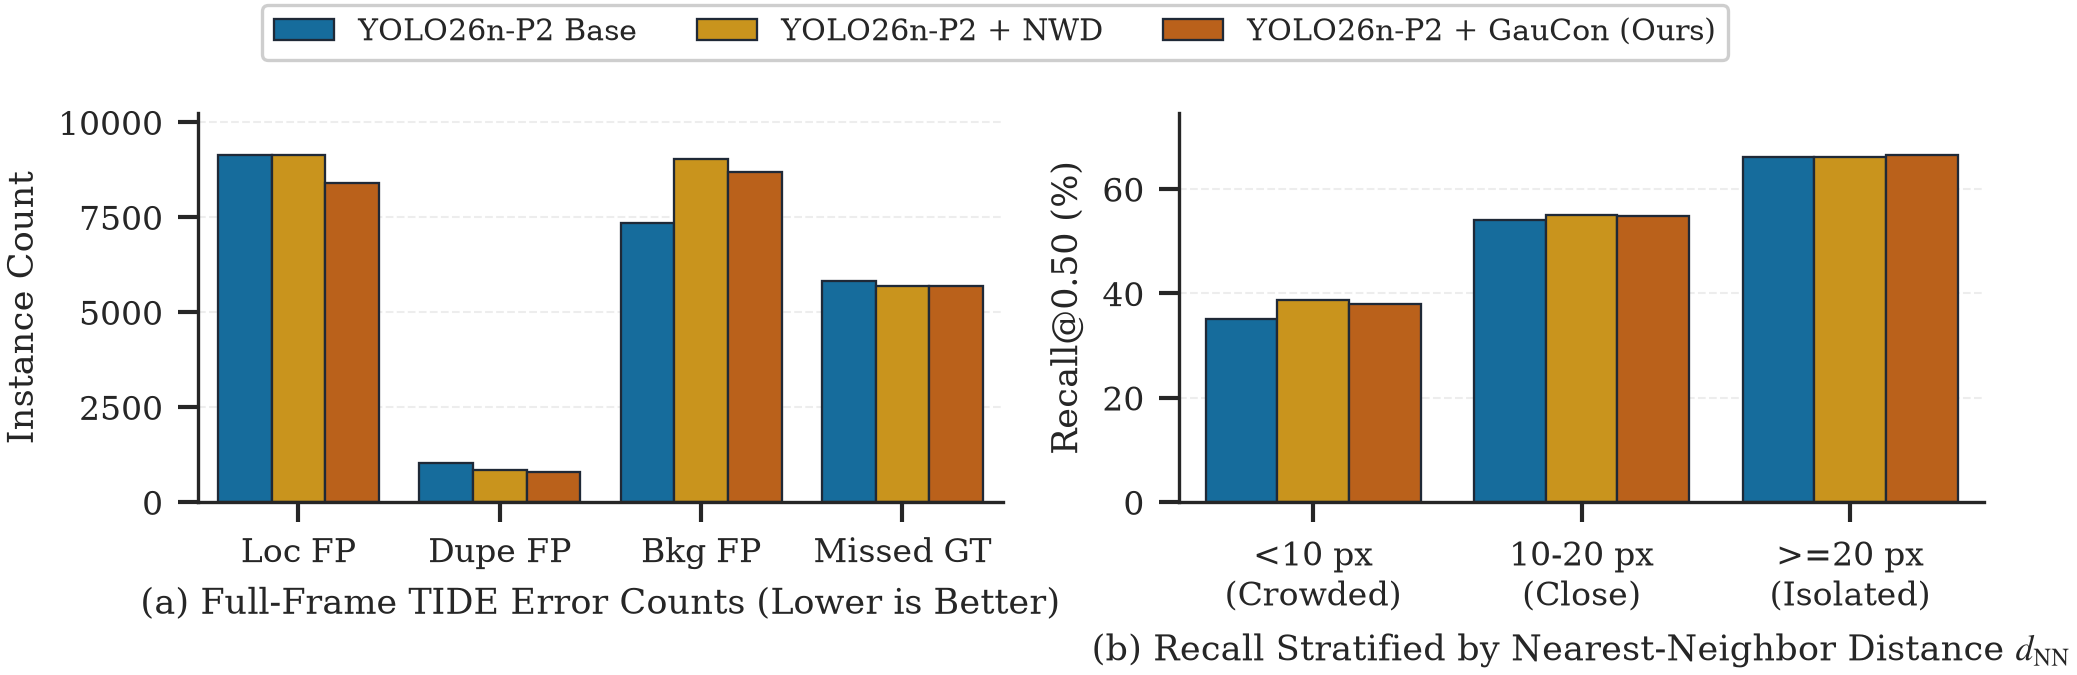 YOLO26n-P2 Base
YOLO26n-P2 + NWD
YOLO26n-P2 + GauCon (Ours)
Instance Count
10000
7500
5000
2500
0
Loc FP
Dupe FP
Bkg FP
Missed GT
(a) Full-Frame TIDE Error Counts (Lower is Better)
Recall@0.50 (%)
60
40
20
0
<10 px
(Crowded)
10-20 px
(Close)
>=20 px
(Isolated)
(b) Recall Stratified by Nearest-Neighbor Distance d_NN